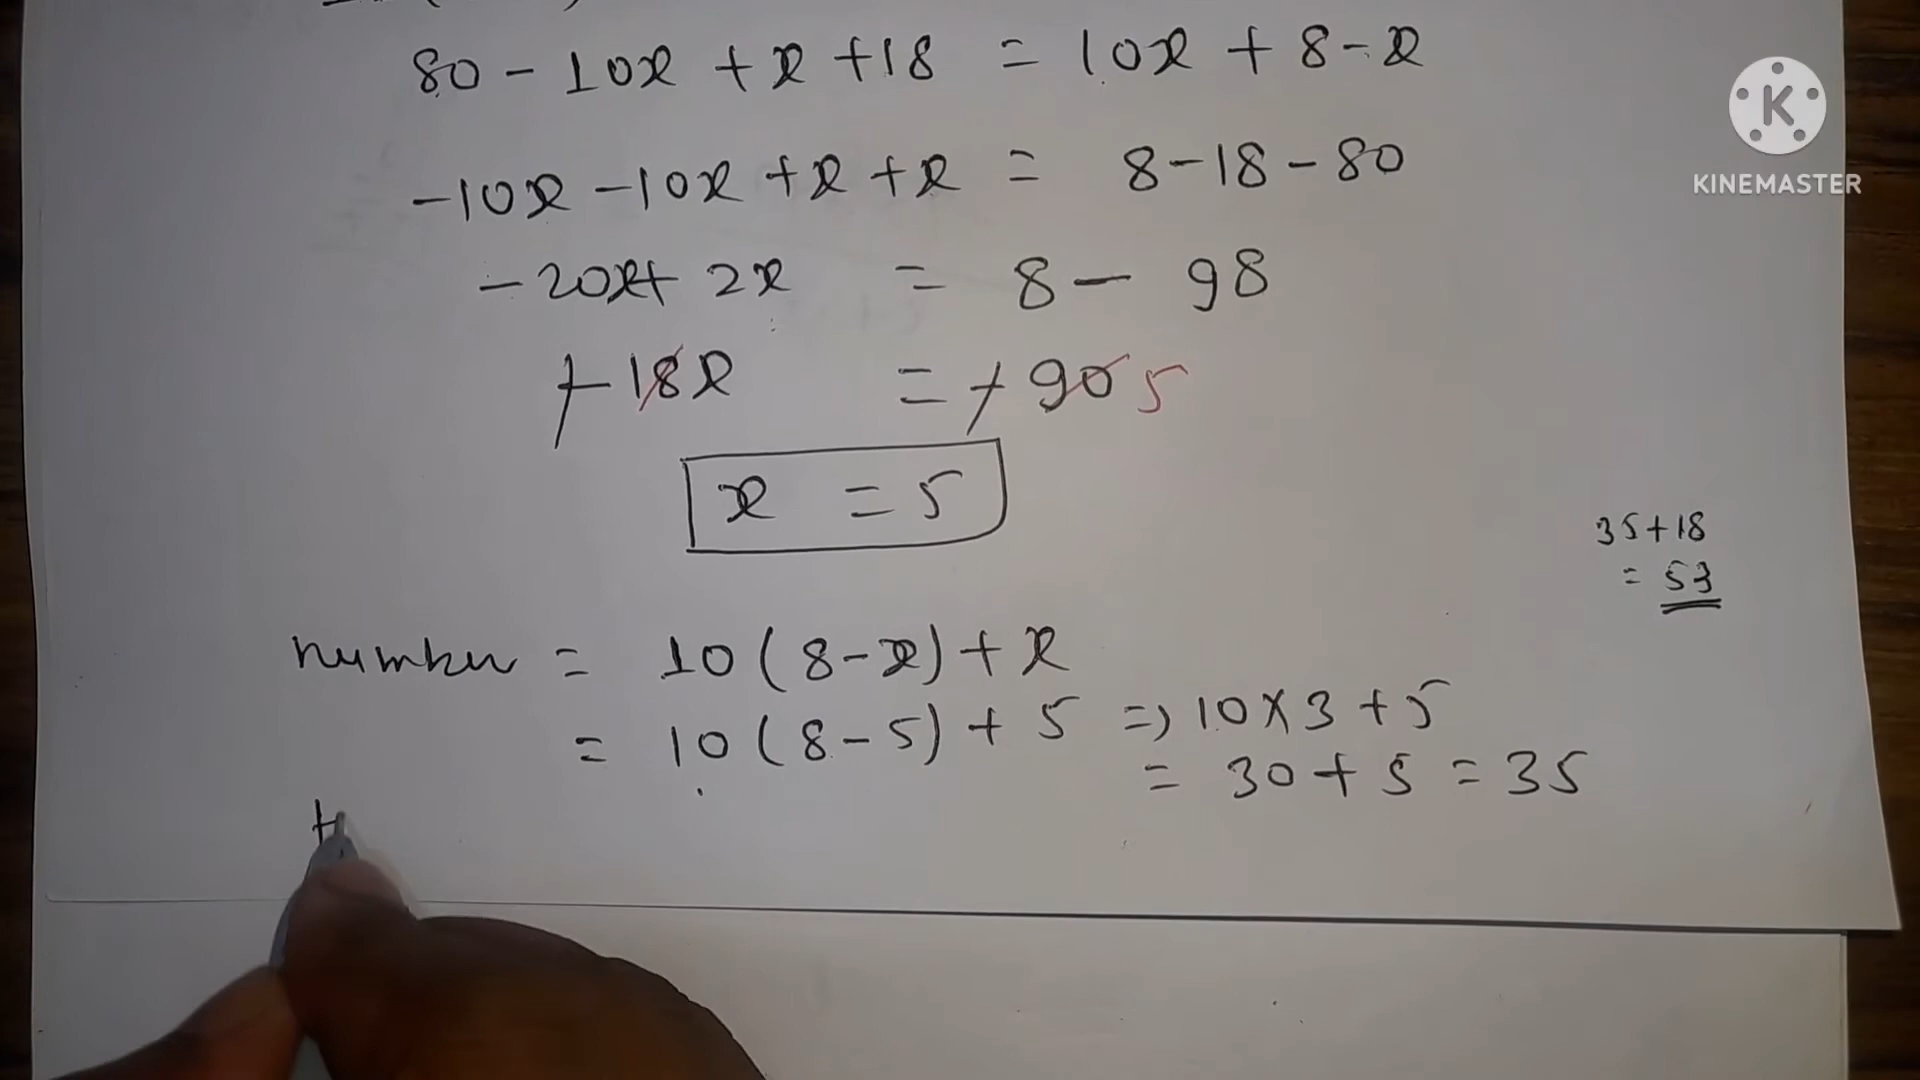 80 - 10x + x + 18 = 10x + 8 - x
-10x - 10x + x + x = 8 - 18 - 80
- 20x + 2x = 8 - 98
- 18x = - 90 5
x = 5
35 + 18
= 53
number = 10 ( 8 - x ) + x
= 10 ( 8 - 5 ) + 5 => 10 × 3 + 5
= 30 + 5 = 35
K
KINEMASTER